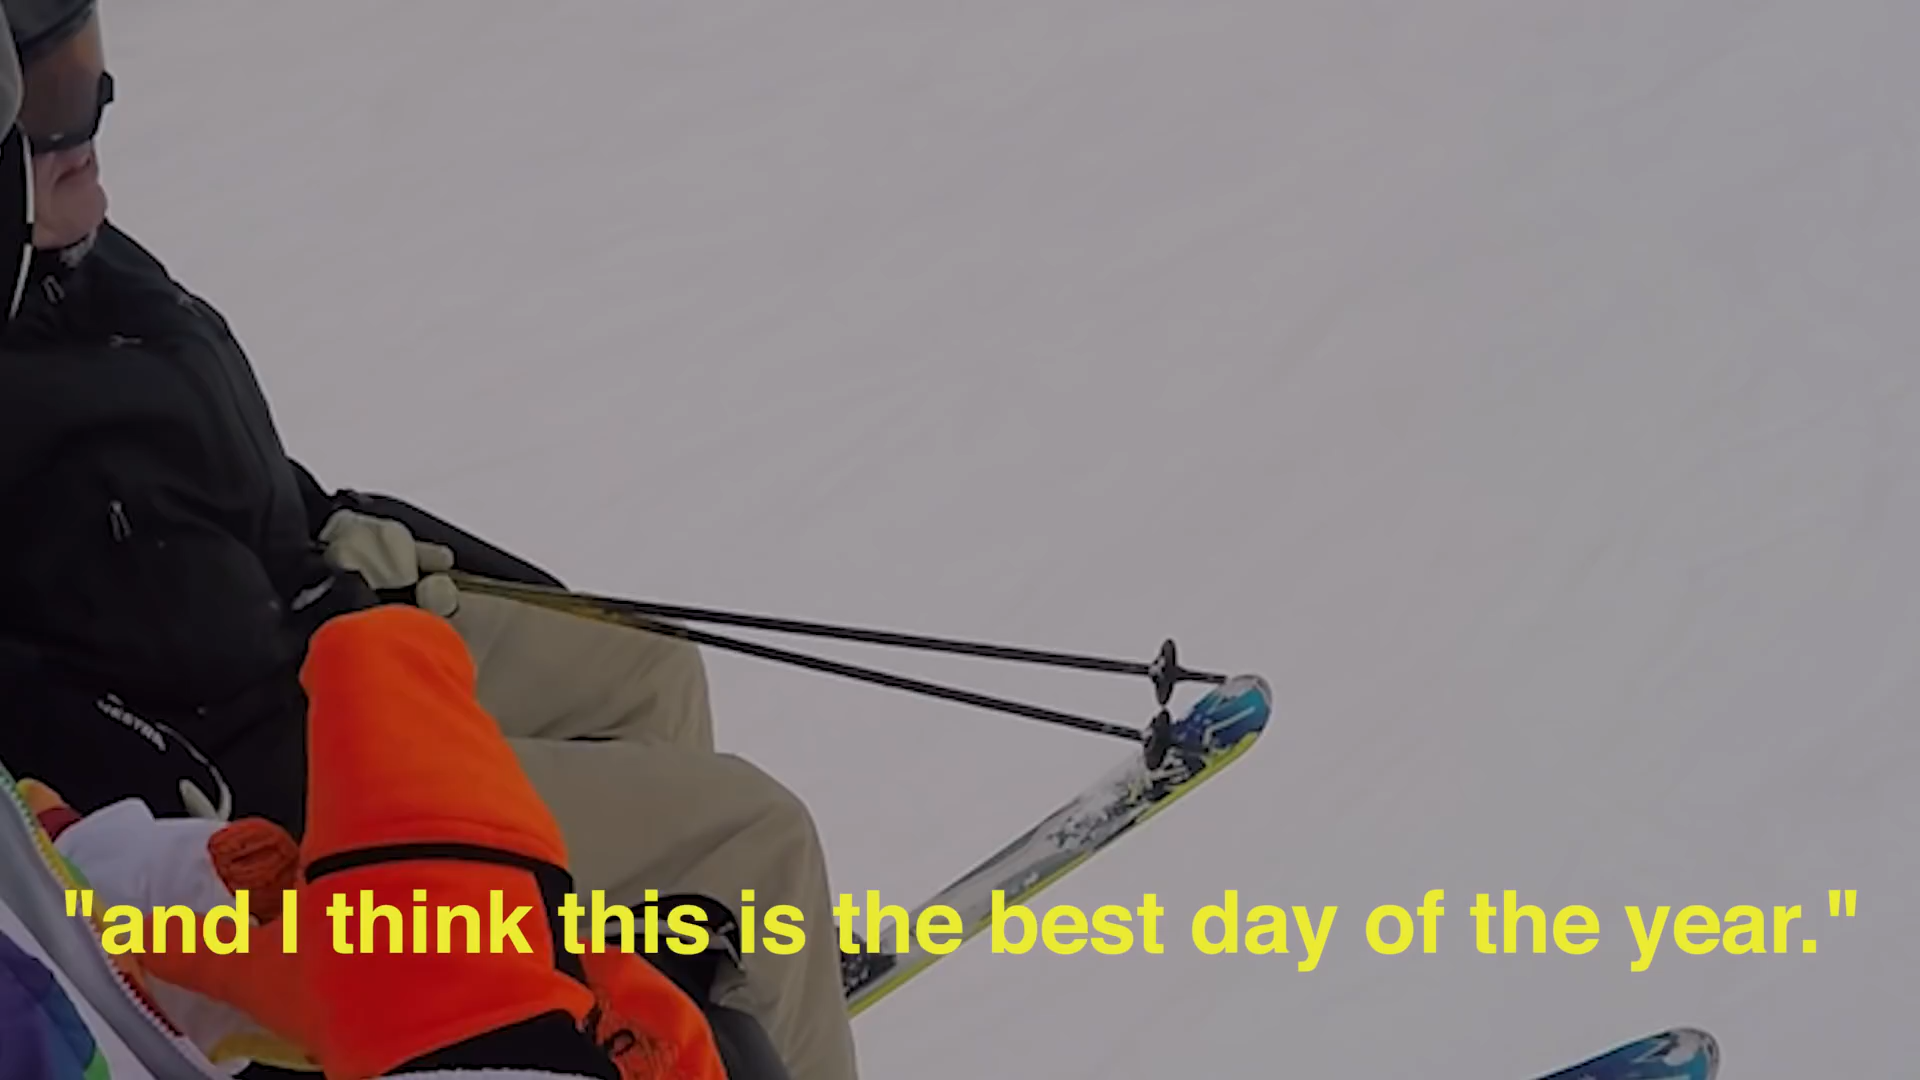 "and I think this is the best day of the year."